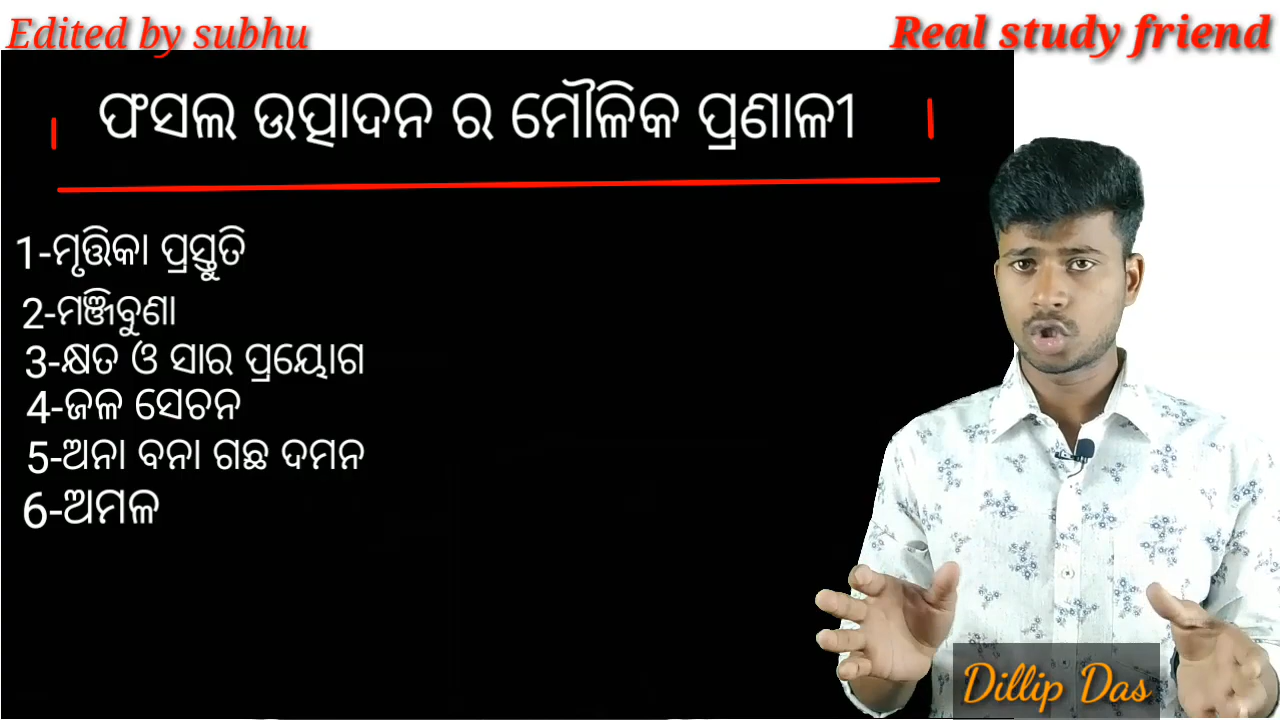 Edited by subhu
Real study friend
ଫସଲ ଉତ୍ପାଦନ ର ମୌଳିକ ପ୍ରଣାଳୀ
1-ମୃତ୍ତିକା ପ୍ରସ୍ତୁତି
2-ମଞ୍ଜିବୁଣା
3-କ୍ଷତ ଓ ସାର ପ୍ରୟୋଗ
4-ଜଳ ସେଚନ
5-ଅନା ବନା ଗଛ ଦମନ
6-ଅମଳ
Dillip Das